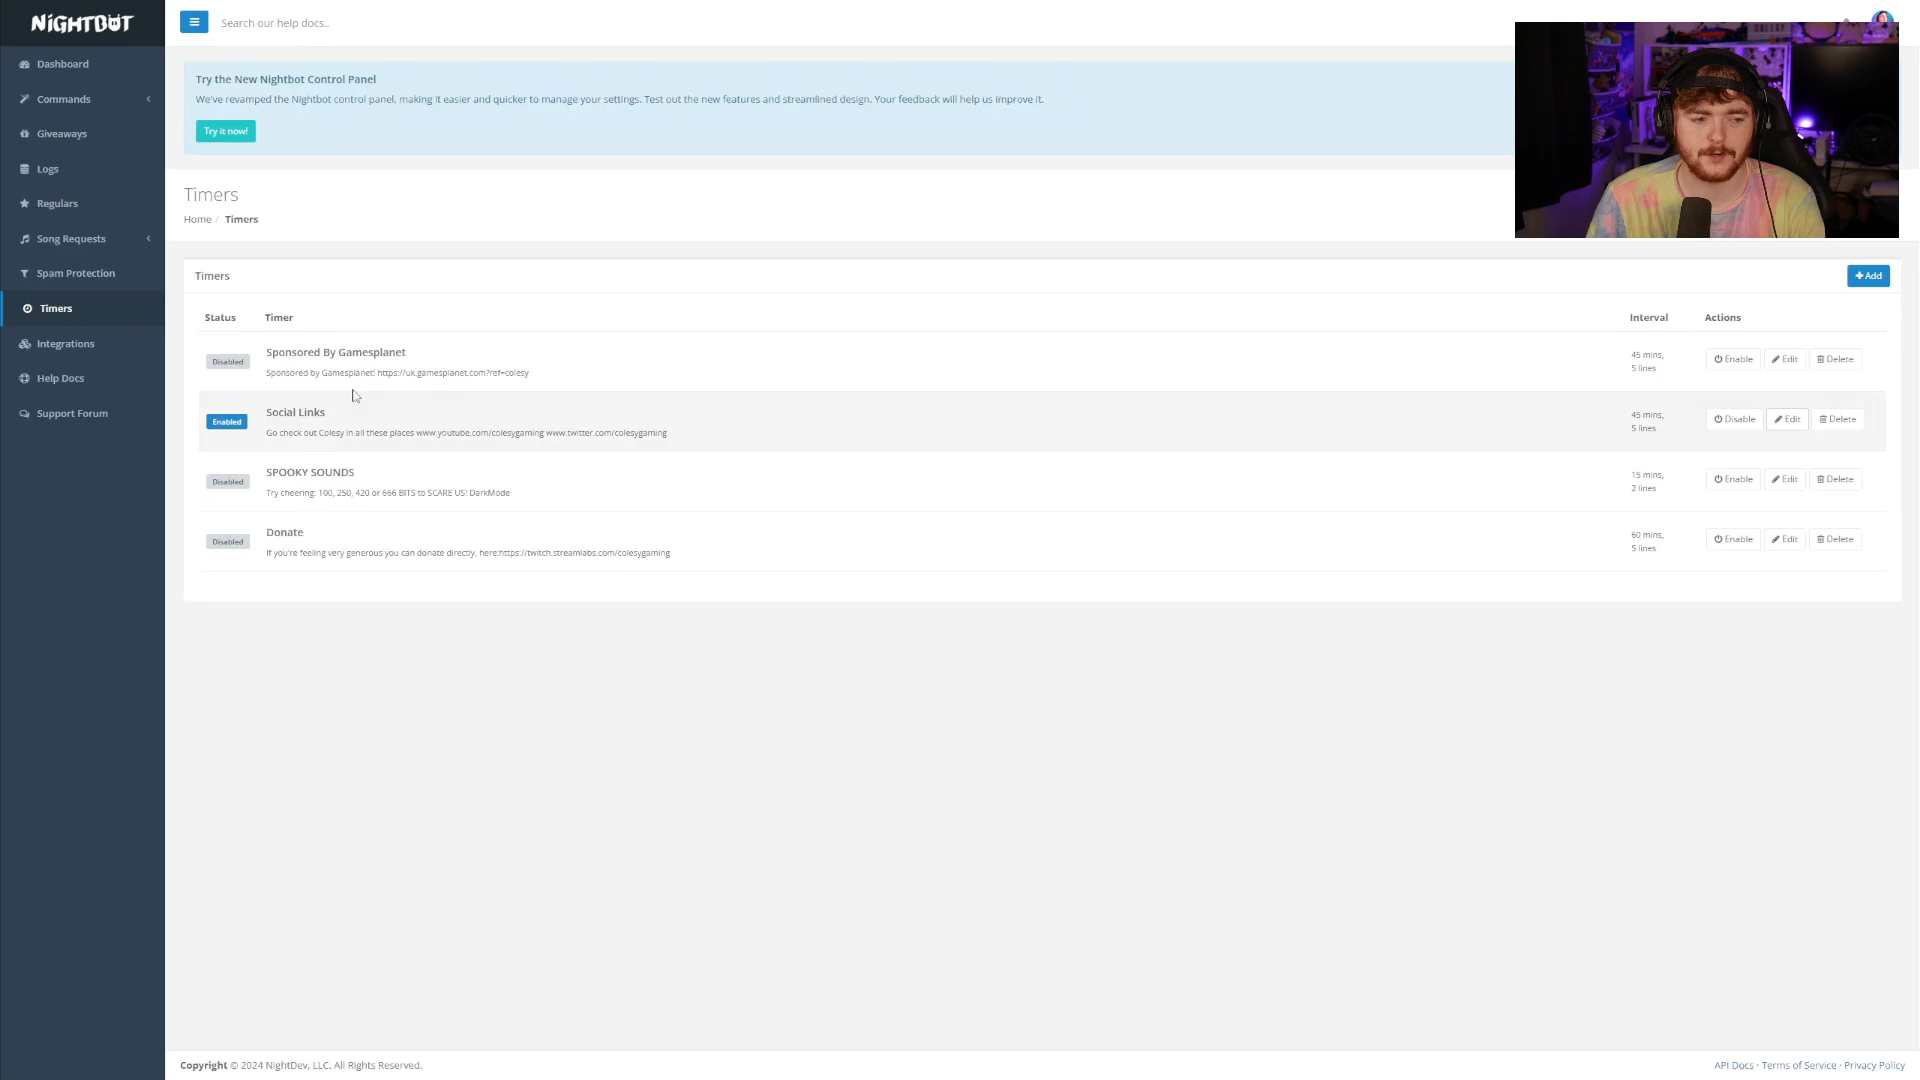 NiGHTBOT
Search our help docs..
Dashboard
Commands
Giveaways
Logs
Regulars
Song Requests
Spam Protection
Timers
Integrations
Help Docs
Support Forum
Try the New Nightbot Control Panel
We've revamped the Nightbot control panel, making it easier and quicker to manage your settings. Test out the new features and streamlined design. Your feedback will help us improve it.
Try it now!
Timers
Home / Timers
Timers
Add
Status Timer Interval Actions
Disabled Sponsored By Gamesplanet 45 mins, Enable Edit Delete
Sponsored by Gamesplanet! https://uk.gamesplanet.com?ref=colesy 5 lines
Enabled Social Links 45 mins, Disable Edit Delete
Go check out Colesy in all these places www.youtube.com/colesygaming www.twitter.com/colesygaming 5 lines
Disabled SPOOKY SOUNDS 15 mins, Enable Edit Delete
Try cheering: 100, 250, 420 or 666 BITS to SCARE US! DarkMode 2 lines
Disabled Donate 60 mins, Enable Edit Delete
If you're feeling very generous you can donate directly, here:https://twitch.streamlabs.com/colesygaming 5 lines
Copyright © 2024 NightDev, LLC. All Rights Reserved.
API Docs · Terms of Service · Privacy Policy